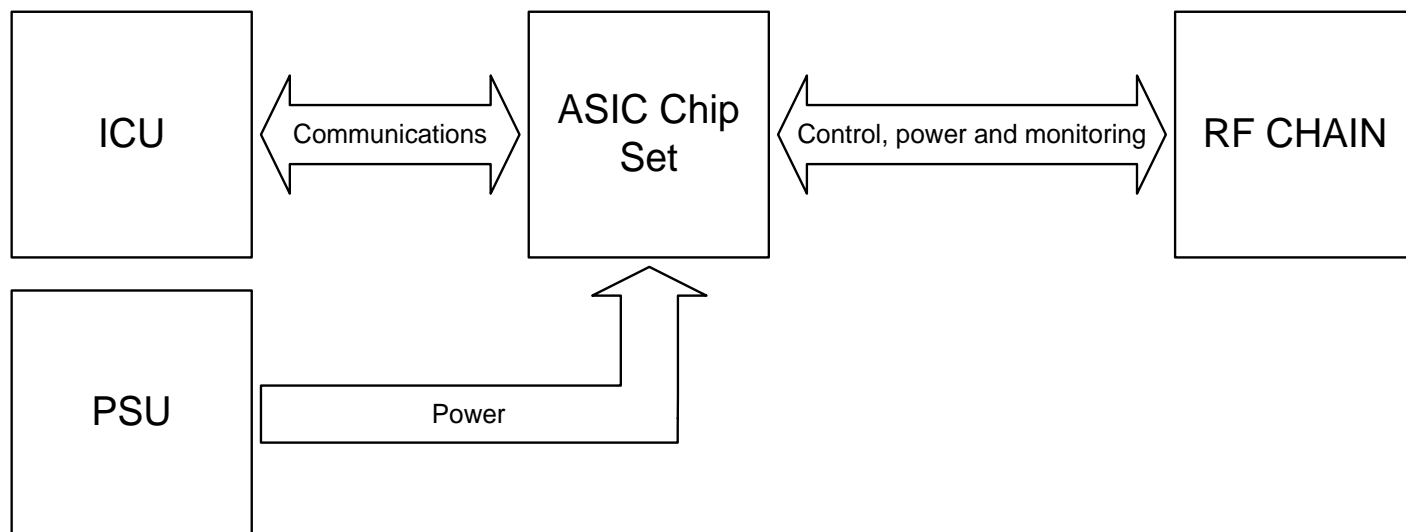 ICU
Communications
ASIC Chip
Set
Control, power and monitoring
RF CHAIN
PSU
Power